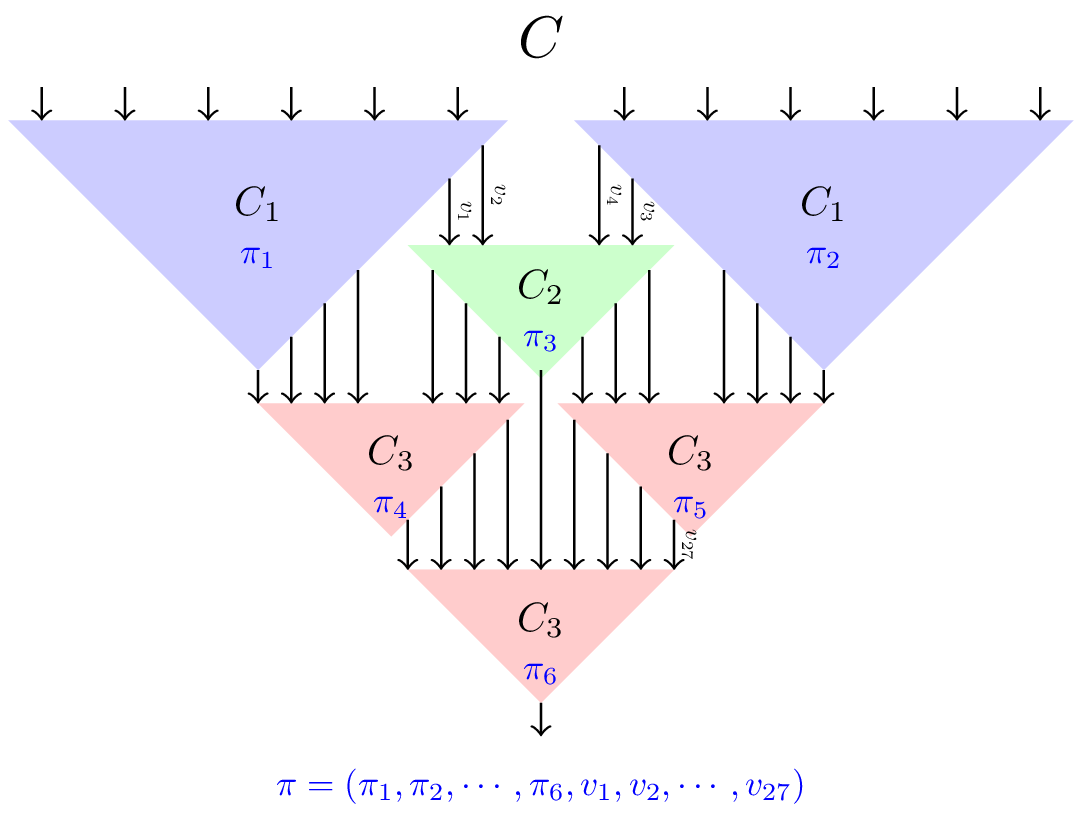 C
C₁
π₁
C₁
π₂
v₁
v₂
v₄
v₃
C₂
π₃
C₃
π₄
C₃
π₅
v₂₇
C₃
π₆
π = (π₁, π₂, ⋯ , π₆, v₁, v₂, ⋯ , v₂₇)